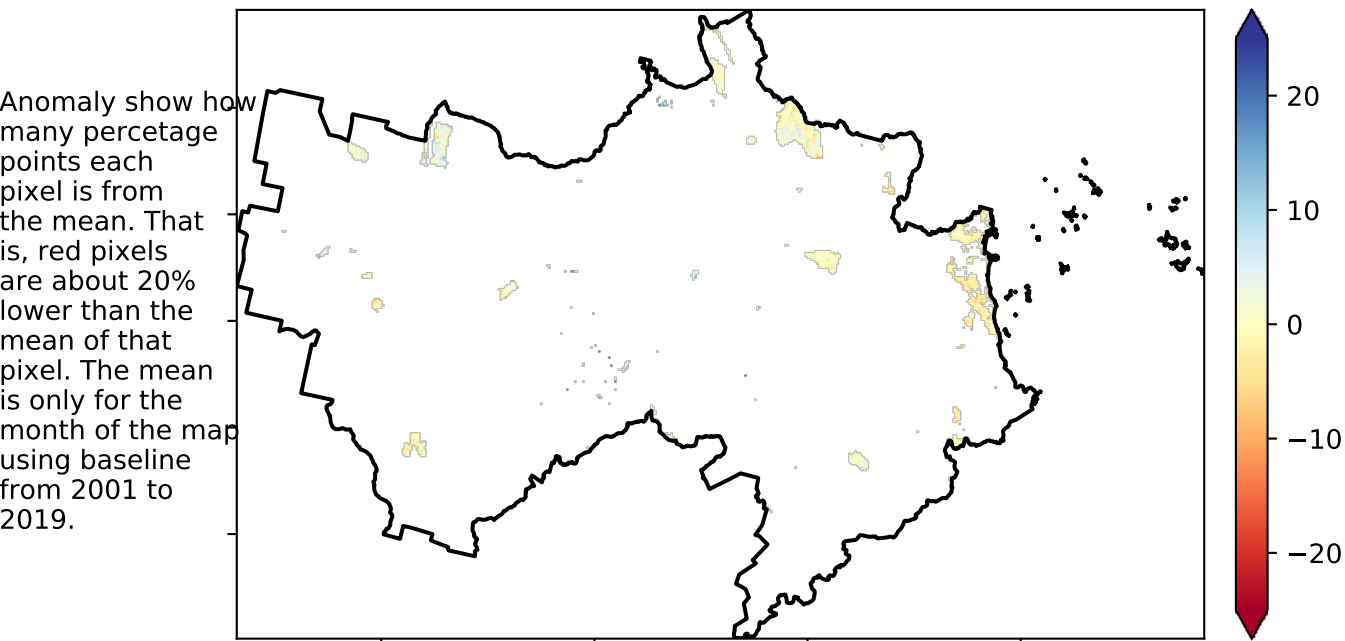 Anomaly show how
many percetage
points each
pixel is from
the mean. That
is, red pixels
are about 20%
lower than the
mean of that
pixel. The mean
is only for the
month of the map
using baseline
from 2001 to
2019.
20
10
0
−10
−20